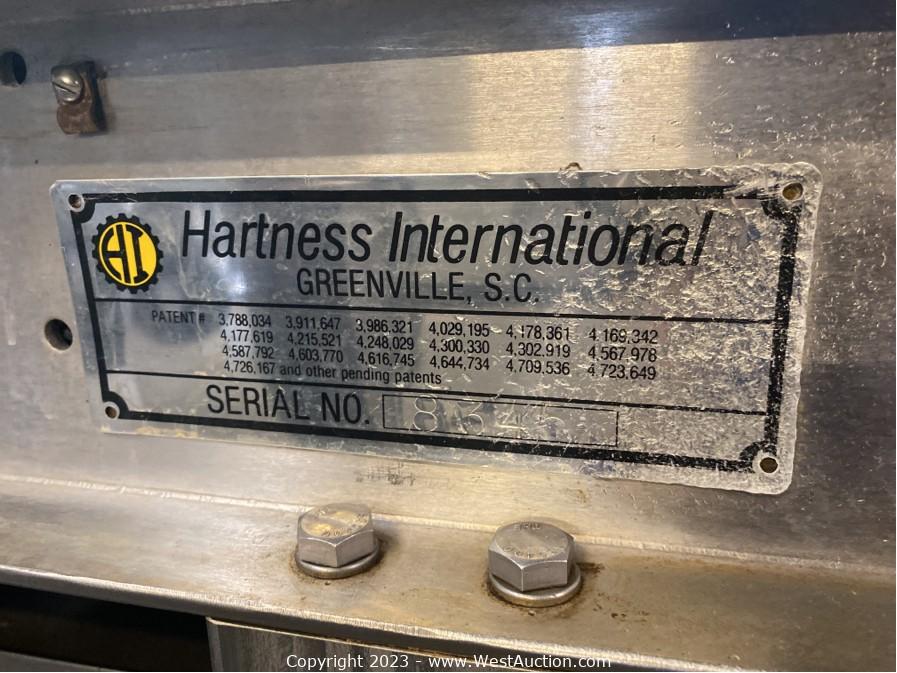 HI Hartness International
GREENVILLE, S.C.
PATENT # 3,788,034 3,911,647 3,986,321 4,029,195 4,178,361 4,169,342
4,177,619 4,215,521 4,248,029 4,300,330 4,302,919 4,567,978
4,587,792 4,603,770 4,616,745 4,644,734 4,709,536 4,723,649
4,726,167 and other pending patents
SERIAL NO. 8345
Copyright 2023 - www.WestAuction.com